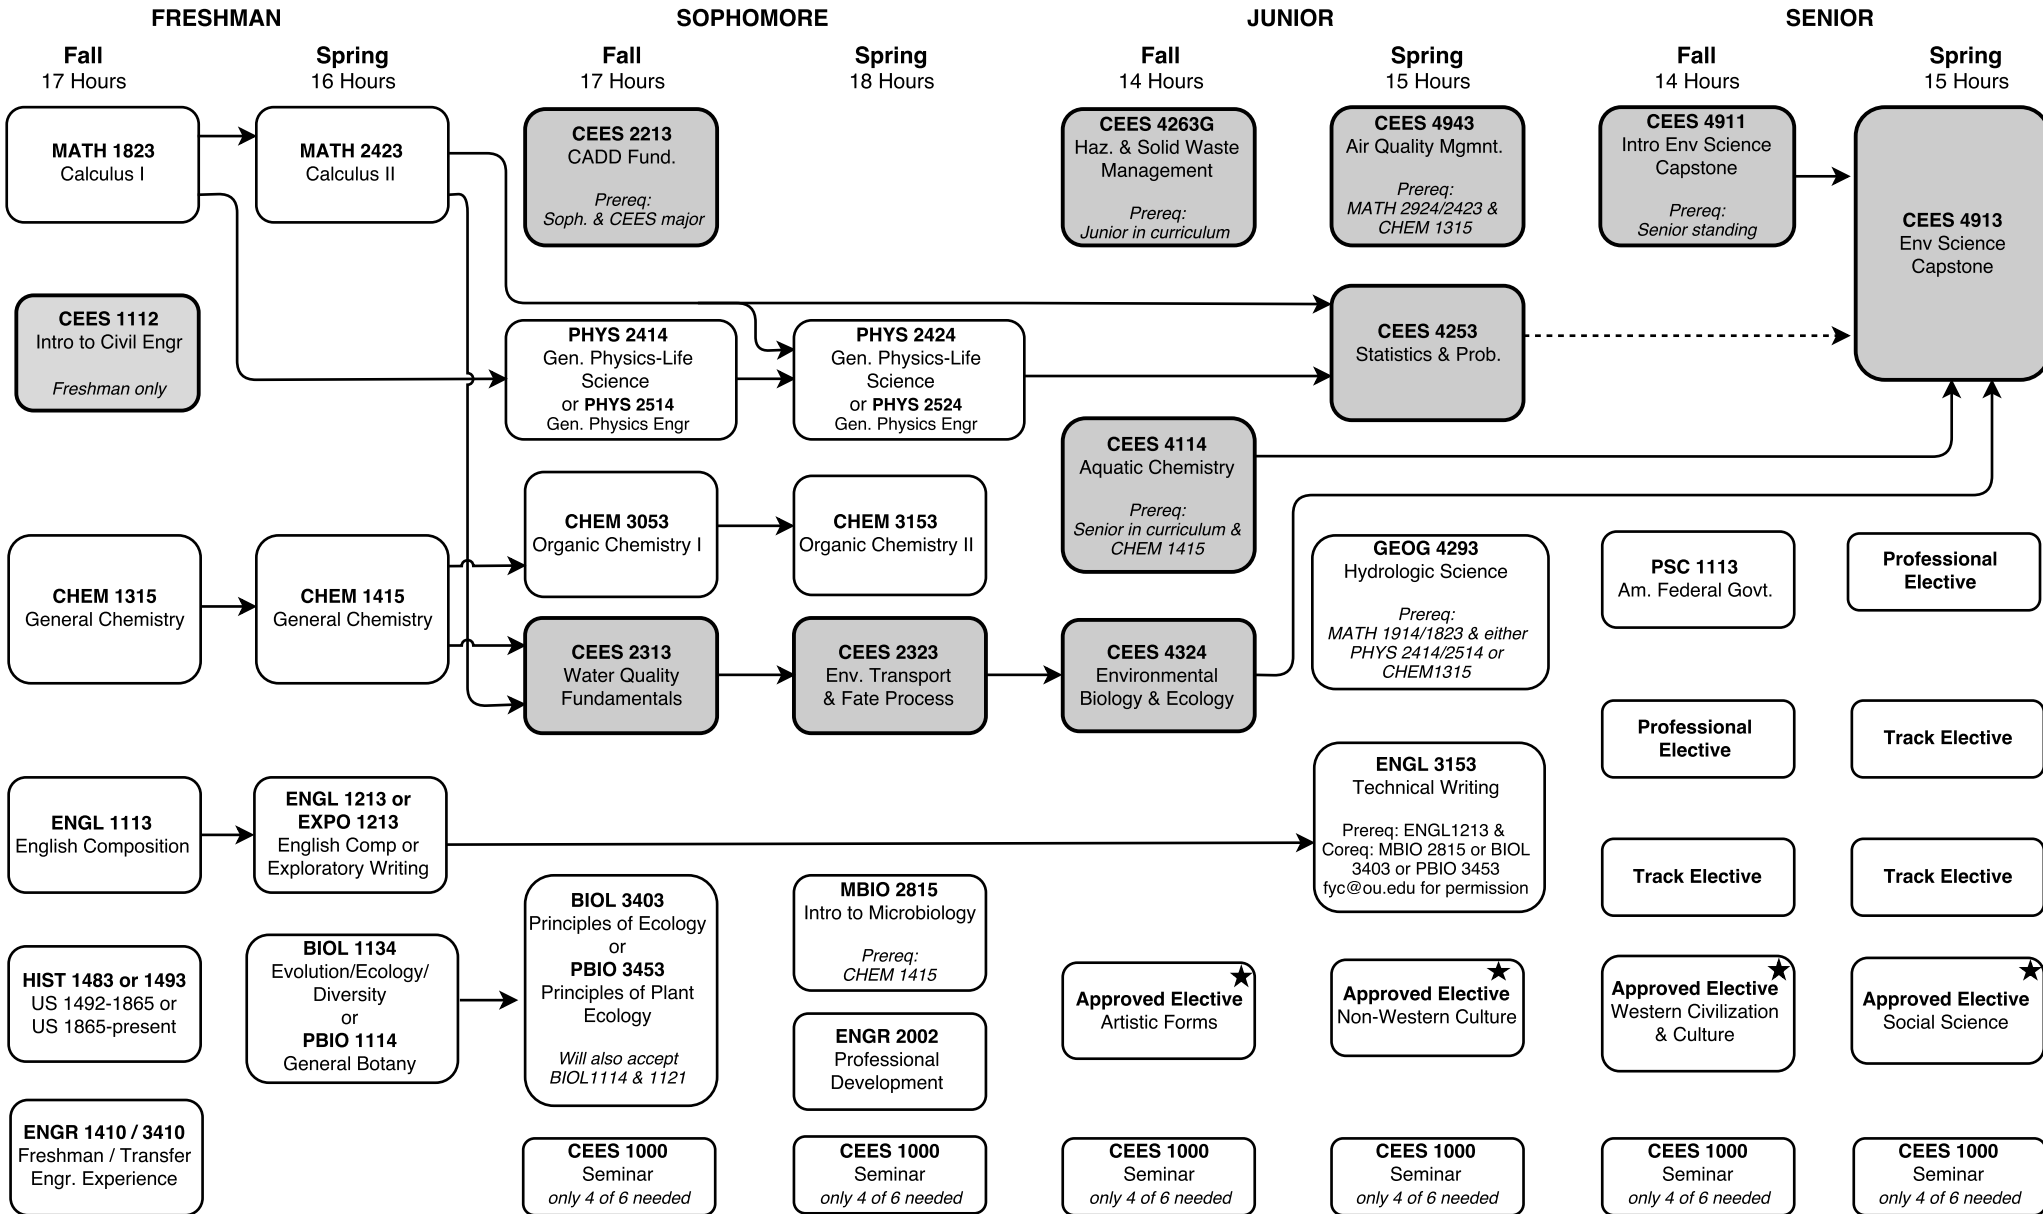 FRESHMAN
SOPHOMORE
JUNIOR
SENIOR
Fall
17 Hours
Spring
16 Hours
Fall
17 Hours
Spring
18 Hours
Fall
14 Hours
Spring
15 Hours
Fall
14 Hours
Spring
15 Hours
MATH 1823
Calculus I
CEES 1112
Intro to Civil Engr
Freshman only
CHEM 1315
General Chemistry
ENGL 1113
English Composition
HIST 1483 or 1493
US 1492-1865 or
US 1865-present
ENGR 1410 / 3410
Freshman / Transfer
Engr. Experience
MATH 2423
Calculus II
CHEM 1415
General Chemistry
ENGL 1213 or
EXPO 1213
English Comp or
Exploratory Writing
BIOL 1134
Evolution/Ecology/
Diversity
or
PBIO 1114
General Botany
CEES 2213
CADD Fund.
Prereq:
Soph. & CEES major
PHYS 2414
Gen. Physics-Life
Science
or PHYS 2514
Gen. Physics Engr
CHEM 3053
Organic Chemistry I
CEES 2313
Water Quality
Fundamentals
BIOL 3403
Principles of Ecology
or
PBIO 3453
Principles of Plant
Ecology
Will also accept
BIOL1114 & 1121
CEES 1000
Seminar
only 4 of 6 needed
PHYS 2424
Gen. Physics-Life
Science
or PHYS 2524
Gen. Physics Engr
CHEM 3153
Organic Chemistry II
CEES 2323
Env. Transport
& Fate Process
MBIO 2815
Intro to Microbiology
Prereq:
CHEM 1415
ENGR 2002
Professional
Development
CEES 1000
Seminar
only 4 of 6 needed
CEES 4263G
Haz. & Solid Waste
Management
Prereq:
Junior in curriculum
CEES 4114
Aquatic Chemistry
Prereq:
Senior in curriculum &
CHEM 1415
CEES 4324
Environmental
Biology & Ecology
Approved Elective
Artistic Forms
CEES 1000
Seminar
only 4 of 6 needed
CEES 4943
Air Quality Mgmnt.
Prereq:
MATH 2924/2423 &
CHEM 1315
CEES 4253
Statistics & Prob.
GEOG 4293
Hydrologic Science
Prereq:
MATH 1914/1823 & either
PHYS 2414/2514 or
CHEM1315
ENGL 3153
Technical Writing
Prereq: ENGL1213 &
Coreq: MBIO 2815 or BIOL
3403 or PBIO 3453
fyc@ou.edu for permission
Approved Elective
Non-Western Culture
CEES 1000
Seminar
only 4 of 6 needed
CEES 4911
Intro Env Science
Capstone
Prereq:
Senior standing
PSC 1113
Am. Federal Govt.
Professional
Elective
Track Elective
Approved Elective
Western Civilization
& Culture
CEES 1000
Seminar
only 4 of 6 needed
CEES 4913
Env Science
Capstone
Professional
Elective
Track Elective
Track Elective
Approved Elective
Social Science
CEES 1000
Seminar
only 4 of 6 needed